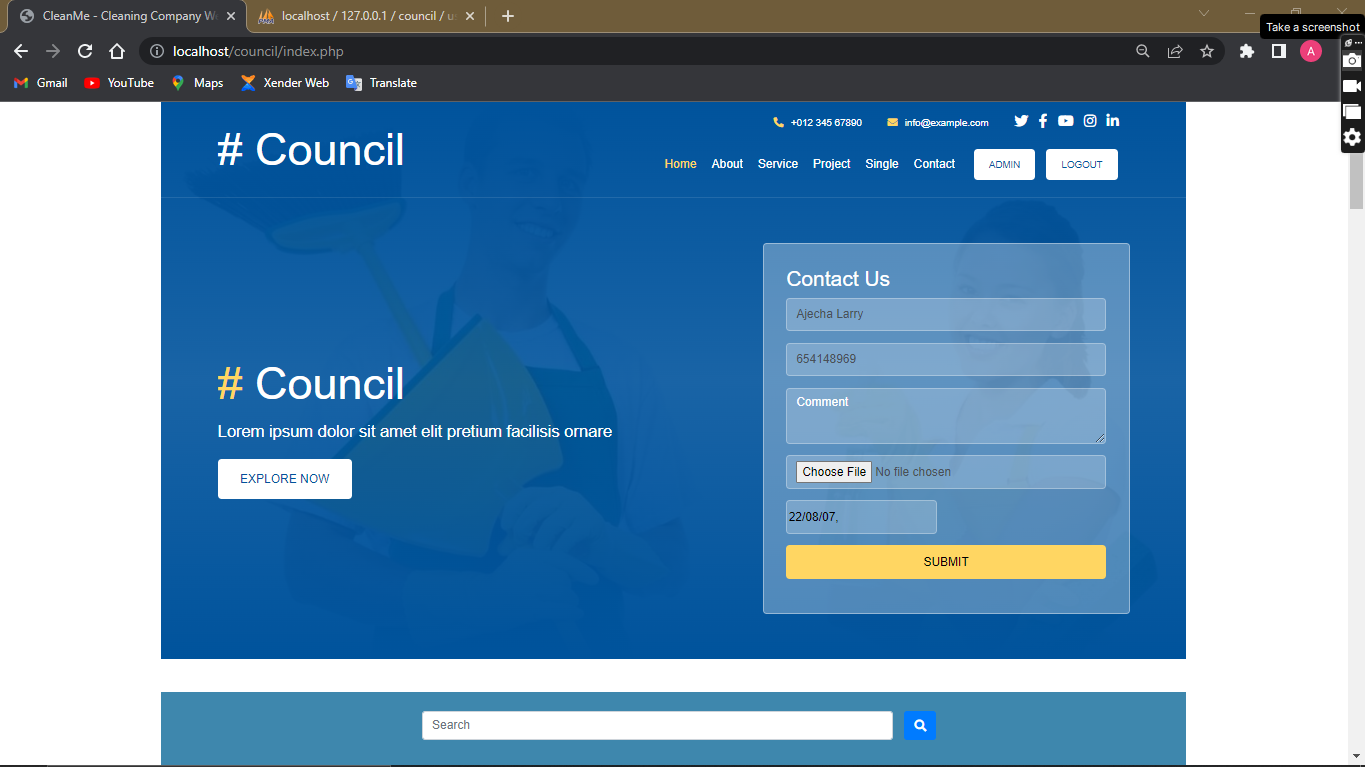 CleanMe - Cleaning Company W
localhost / 127.0.0.1 / council / u
Take a screenshot
localhost/council/index.php
A
Gmail
YouTube
Maps
Xender Web
Translate
# Council
+012 345 67890
info@example.com
Home
About
Service
Project
Single
Contact
ADMIN
LOGOUT
# Council
Lorem ipsum dolor sit amet elit pretium facilisis ornare
EXPLORE NOW
Contact Us
Ajecha Larry
654148969
Comment
Choose File No file chosen
22/08/07,
SUBMIT
Search